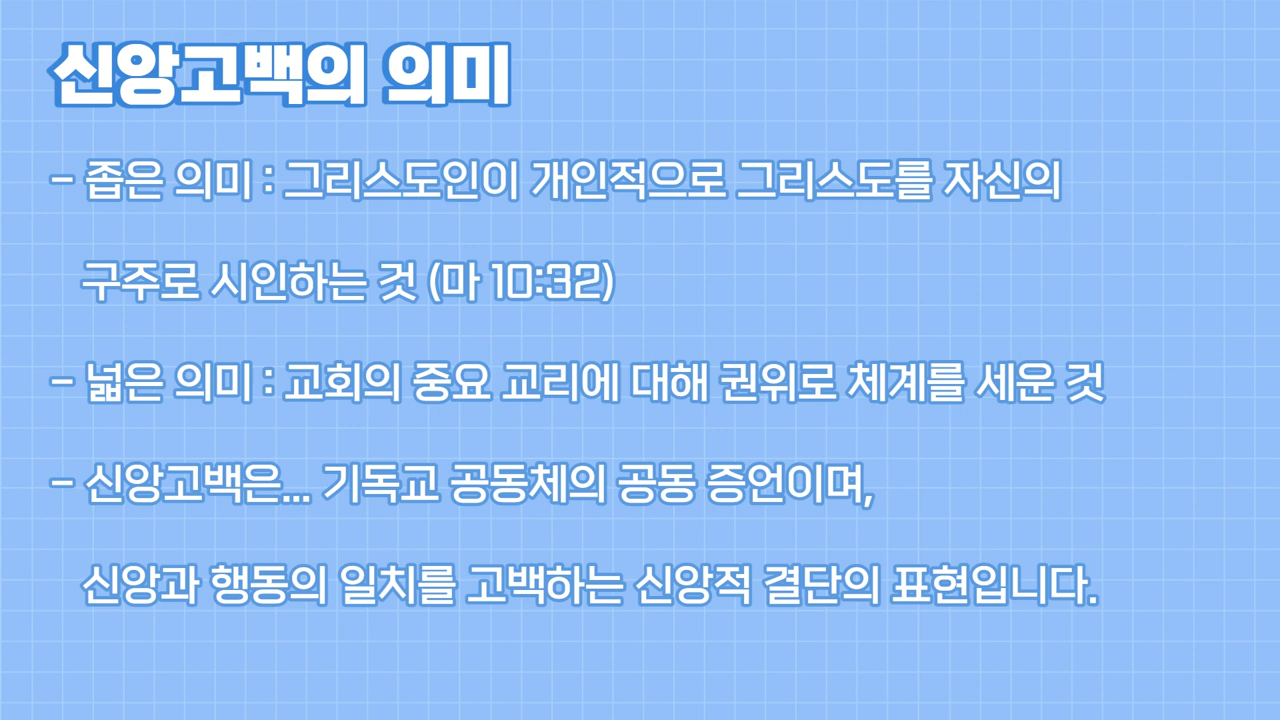 신앙고백의 의미
- 좁은 의미 : 그리스도인이 개인적으로 그리스도를 자신의
구주로 시인하는 것 (마 10:32)
- 넓은 의미 : 교회의 중요 교리에 대해 권위로 체계를 세운 것
- 신앙고백은... 기독교 공동체의 공동 증언이며,
신앙과 행동의 일치를 고백하는 신앙적 결단의 표현입니다.